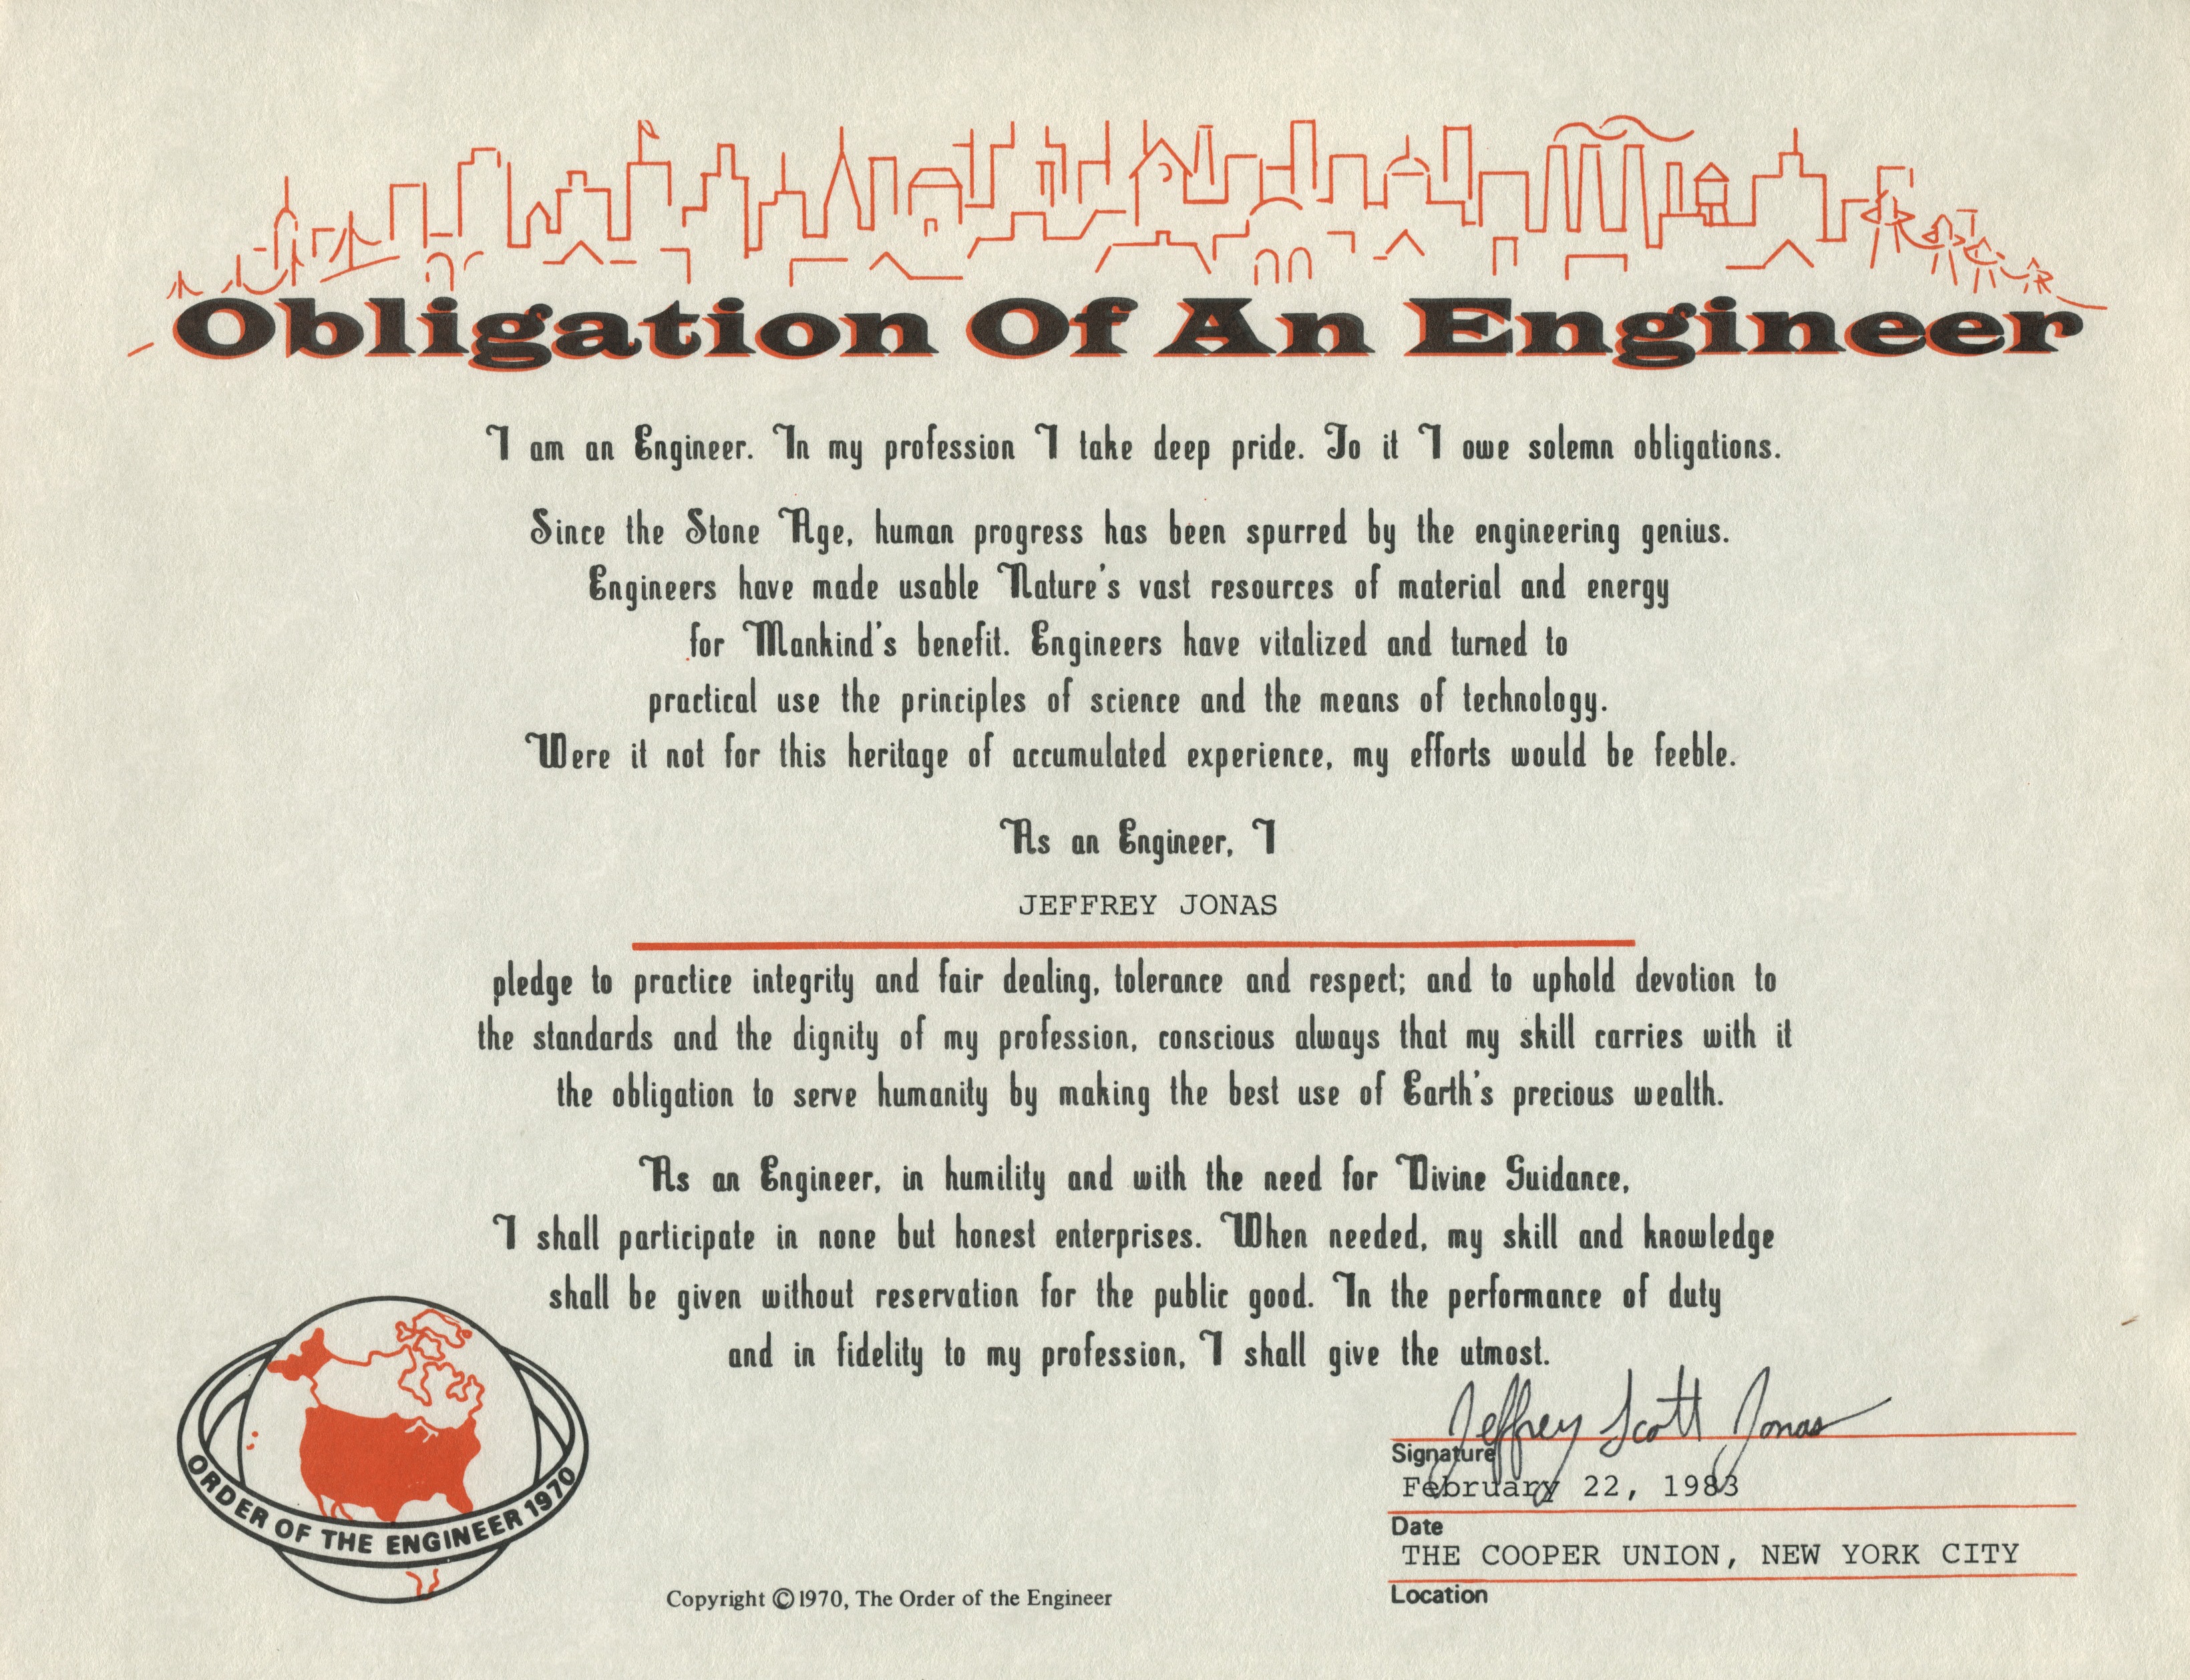 Obligation Of An Engineer
I am an Engineer. In my profession I take deep pride. To it I owe solemn obligations.
Since the Stone Age, human progress has been spurred by the engineering genius.
Engineers have made usable Nature's vast resources of material and energy
for Mankind's benefit. Engineers have vitalized and turned to
practical use the principles of science and the means of technology.
Were it not for this heritage of accumulated experience, my efforts would be feeble.
As an Engineer, I
JEFFREY JONAS
pledge to practice integrity and fair dealing, tolerance and respect; and to uphold devotion to
the standards and the dignity of my profession, conscious always that my skill carries with it
the obligation to serve humanity by making the best use of Earth's precious wealth.
As an Engineer, in humility and with the need for Divine Guidance,
I shall participate in none but honest enterprises. When needed, my skill and knowledge
shall be given without reservation for the public good. In the performance of duty
and in fidelity to my profession, I shall give the utmost.
Jeffrey Scott Jonas
Signature
February 22, 1983
Date
THE COOPER UNION, NEW YORK CITY
Location
ORDER OF THE ENGINEER 1970
Copyright ©1970, The Order of the Engineer